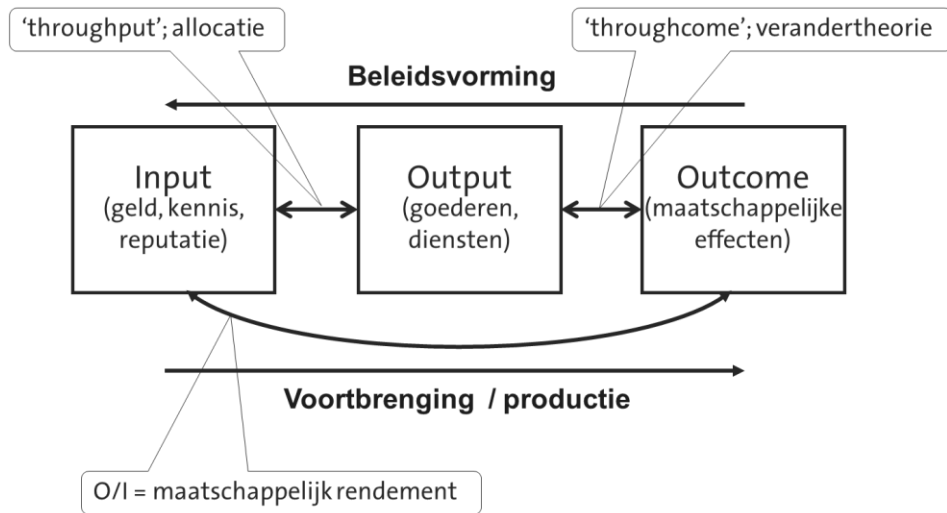 ‘throughput’; allocatie
‘throughcome’; verandertheorie
Beleidsvorming
Input
(geld, kennis,
reputatie)
Output
(goederen,
diensten)
Outcome
(maatschappelijke
effecten)
Voortbrenging / productie
O/I = maatschappelijk rendement